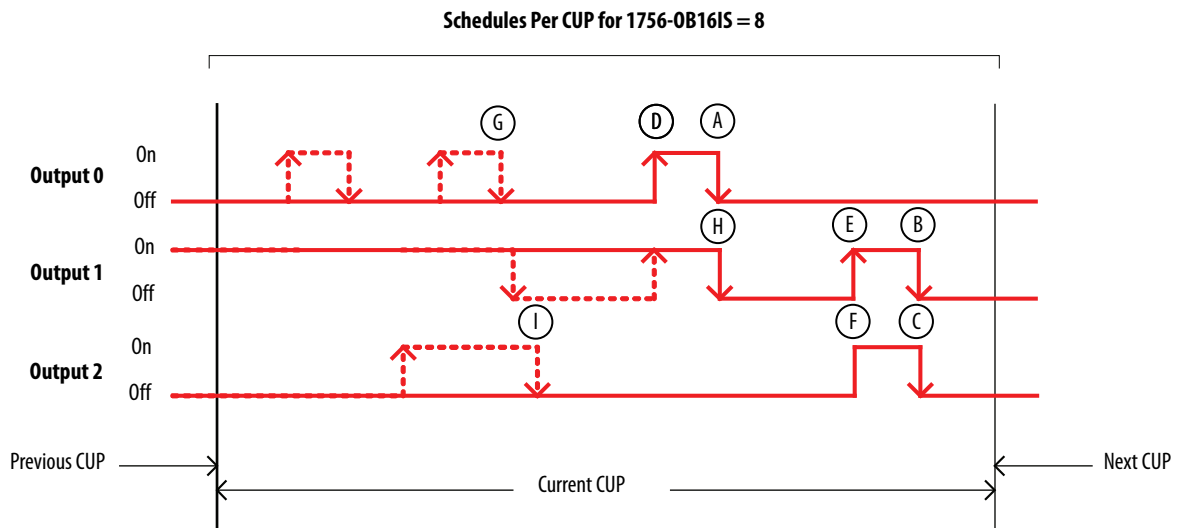 Schedules Per CUP for 1756-OB16IS = 8
G
D
A
On
Output 0
Off
On
H
E
B
Output 1
Off
I
F
C
On
Output 2
Off
Previous CUP
Next CUP
Current CUP